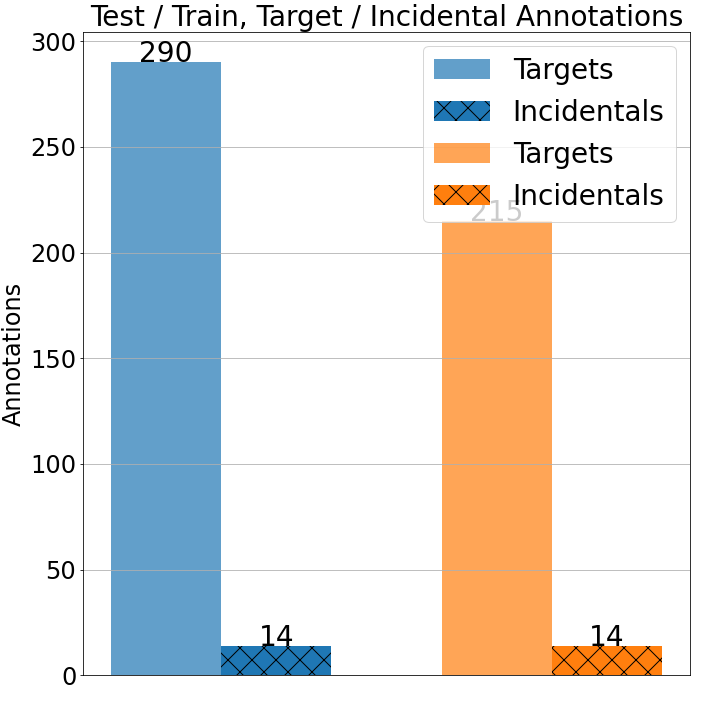 Test / Train, Target / Incidental Annotations
300
250
200
150
100
50
0
Annotations
290
14
215
14
Targets
Incidentals
Targets
Incidentals